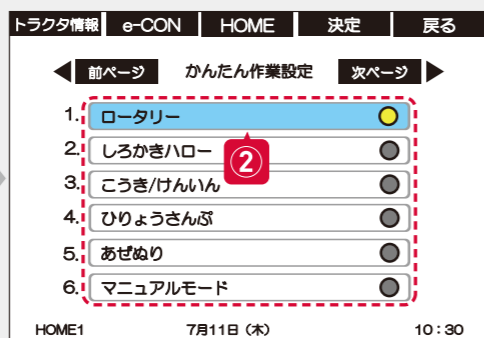 トラクタ情報 e-CON HOME 決定 戻る
前ページ かんたん作業設定 次ページ
1. ロータリー
2. しろかきハロー
②
3. こうき/けんいん
4. ひりょうさんぷ
5. あぜぬり
6. マニュアルモード
HOME1 7月11日（木） 10：30